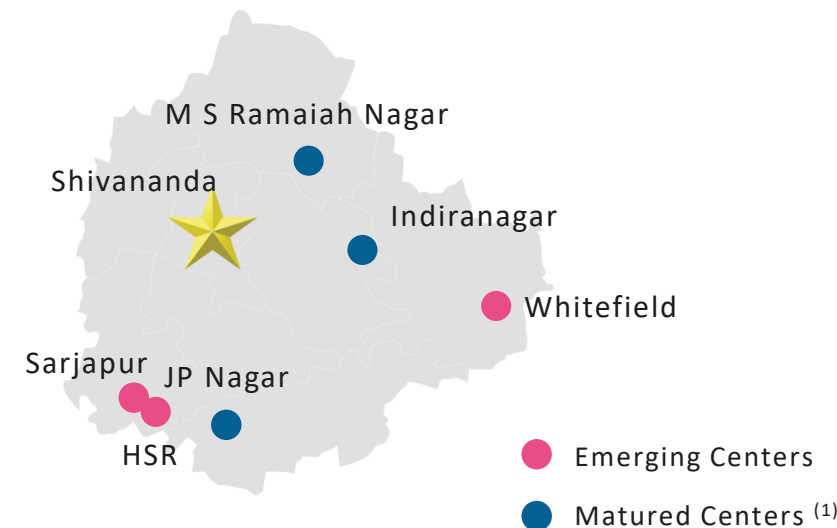 M S Ramaiah Nagar
Shivananda
Indiranagar
Whitefield
Sarjapur
JP Nagar
HSR
Emerging Centers
Matured Centers (1)